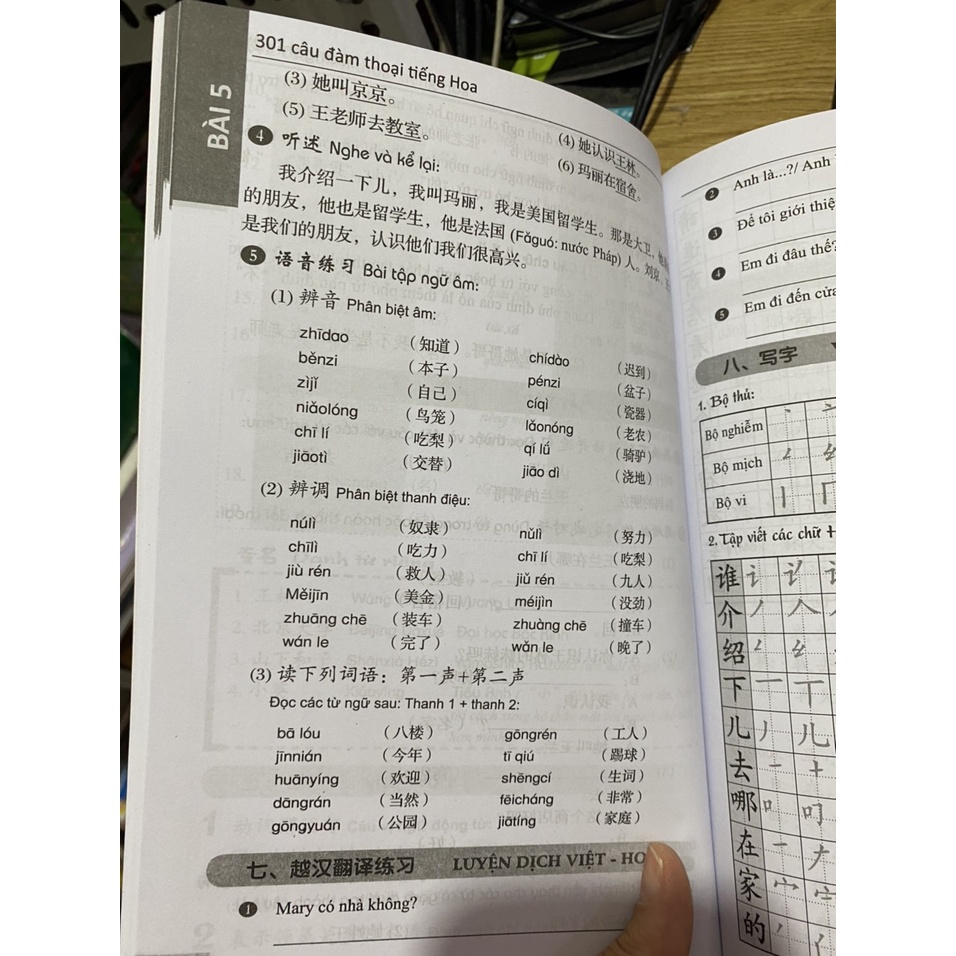 301 câu đàm thoại tiếng Hoa
BÀI 5
(3) 她叫京京。
(4) 她认识王林。
(5) 王老师去教室。
(6) 玛丽在宿舍。
4 听述 Nghe và kể lại:
我介绍一下儿，我叫玛丽，我是美国留学生。那是大卫，他
的朋友，他也是留学生，他是法国 (Fǎguó: nước Pháp) 人。刘京，
是我们的朋友，认识他们我们很高兴。
5 语音练习 Bài tập ngữ âm:
(1) 辨音 Phân biệt âm:
zhīdao （知道） chídào （迟到）
běnzi （本子） pénzi （盆子）
zìjǐ （自己） cíqì （瓷器）
niǎolóng （鸟笼） lǎonóng （老农）
chī lí （吃梨） qí lǘ （骑驴）
jiāotì （交替） jiāo dì （浇地）
(2) 辨调 Phân biệt thanh điệu:
núlì （奴隶） nǔlì （努力）
chīlì （吃力） chī lí （吃梨）
jiù rén （救人） jiǔ rén （九人）
Měijīn （美金） méijìn （没劲）
zhuāng chē （装车） zhuàng chē （撞车）
wán le （完了） wǎn le （晚了）
(3) 读下列词语：第一声+第二声
Đọc các từ ngữ sau: Thanh 1 + thanh 2:
bā lóu （八楼） gōngrén （工人）
jīnnián （今年） tī qiú （踢球）
huānyíng （欢迎） shēngcí （生词）
dāngrán （当然） fēicháng （非常）
gōngyuán （公园） jiātíng （家庭）
七、越汉翻译练习 LUYỆN DỊCH VIỆT - HO
1 Mary có nhà không?
2 Anh là...?/ Anh
3 Để tôi giới thiệ
4 Em đi đâu thế?
5 Em đi đến cửa
八、写字
1. Bộ thủ:
Bộ nghiễm
Bộ mịch
Bộ vi
2. Tập viết các chữ
谁
介
绍
下
儿
去
哪
在
家
的